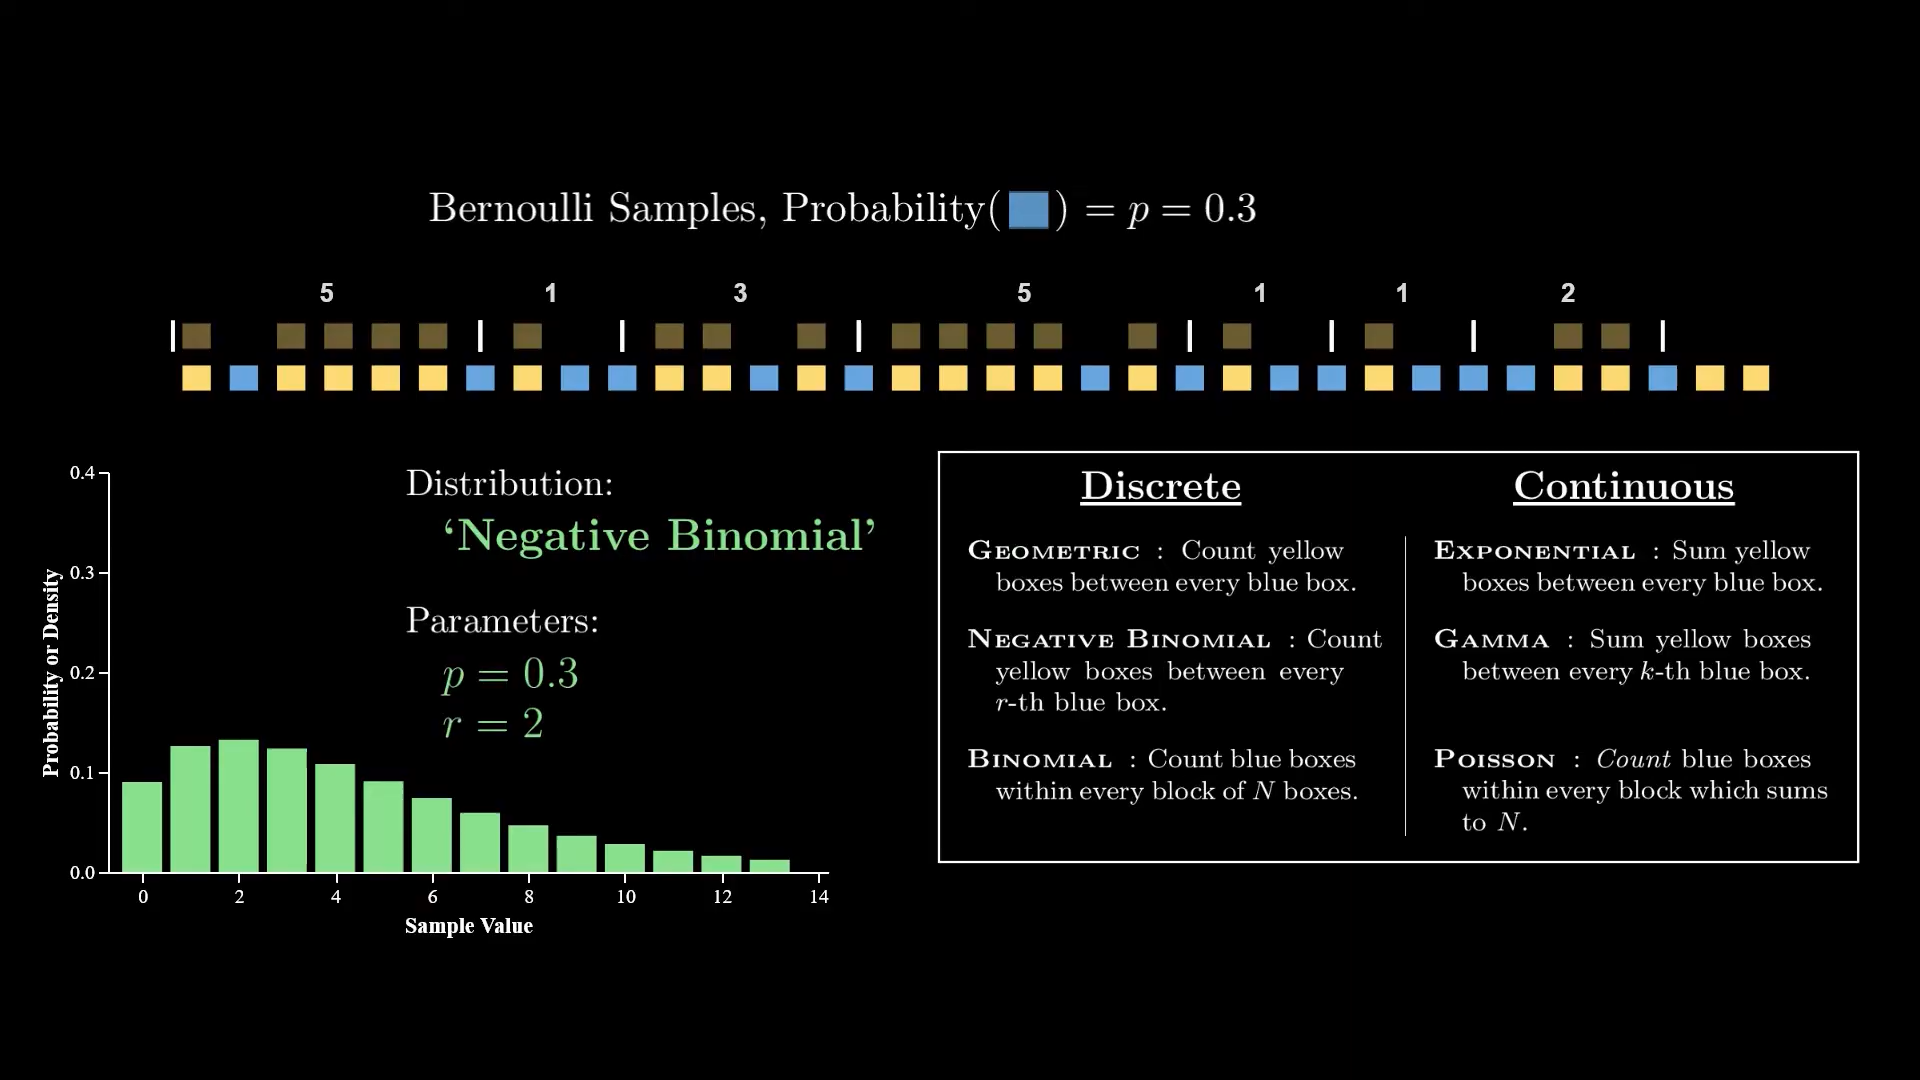 Bernoulli Samples, Probability( ) = p = 0.3
5 1 3 5 1 1 2
Distribution:
‘Negative Binomial’
Parameters:
p = 0.3
r = 2
Probability or Density
0.4
0.3
0.2
0.1
0.0
0 2 4 6 8 10 12 14
Sample Value
Discrete
GEOMETRIC : Count yellow
boxes between every blue box.
NEGATIVE BINOMIAL : Count
yellow boxes between every
r-th blue box.
BINOMIAL : Count blue boxes
within every block of N boxes.
Continuous
EXPONENTIAL : Sum yellow
boxes between every blue box.
GAMMA : Sum yellow boxes
between every k-th blue box.
POISSON : Count blue boxes
within every block which sums
to N.